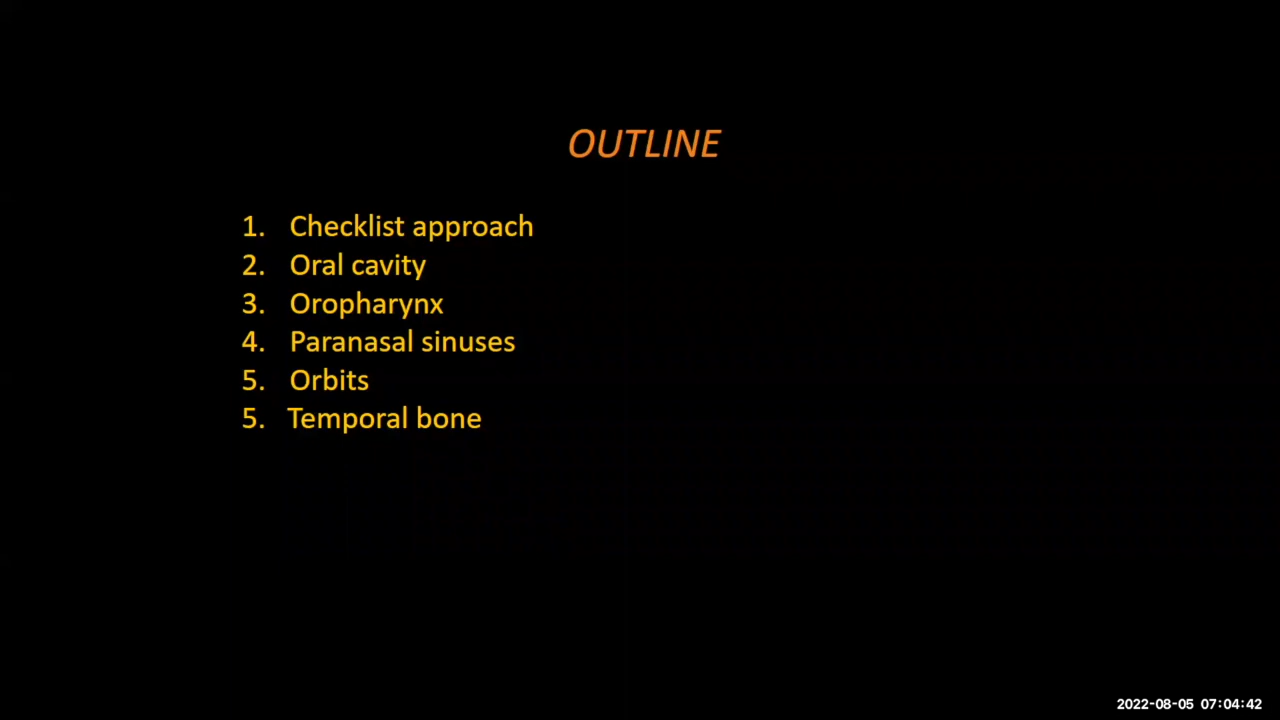 OUTLINE
1. Checklist approach
2. Oral cavity
3. Oropharynx
4. Paranasal sinuses
5. Orbits
5. Temporal bone
2022-08-05 07:04:42